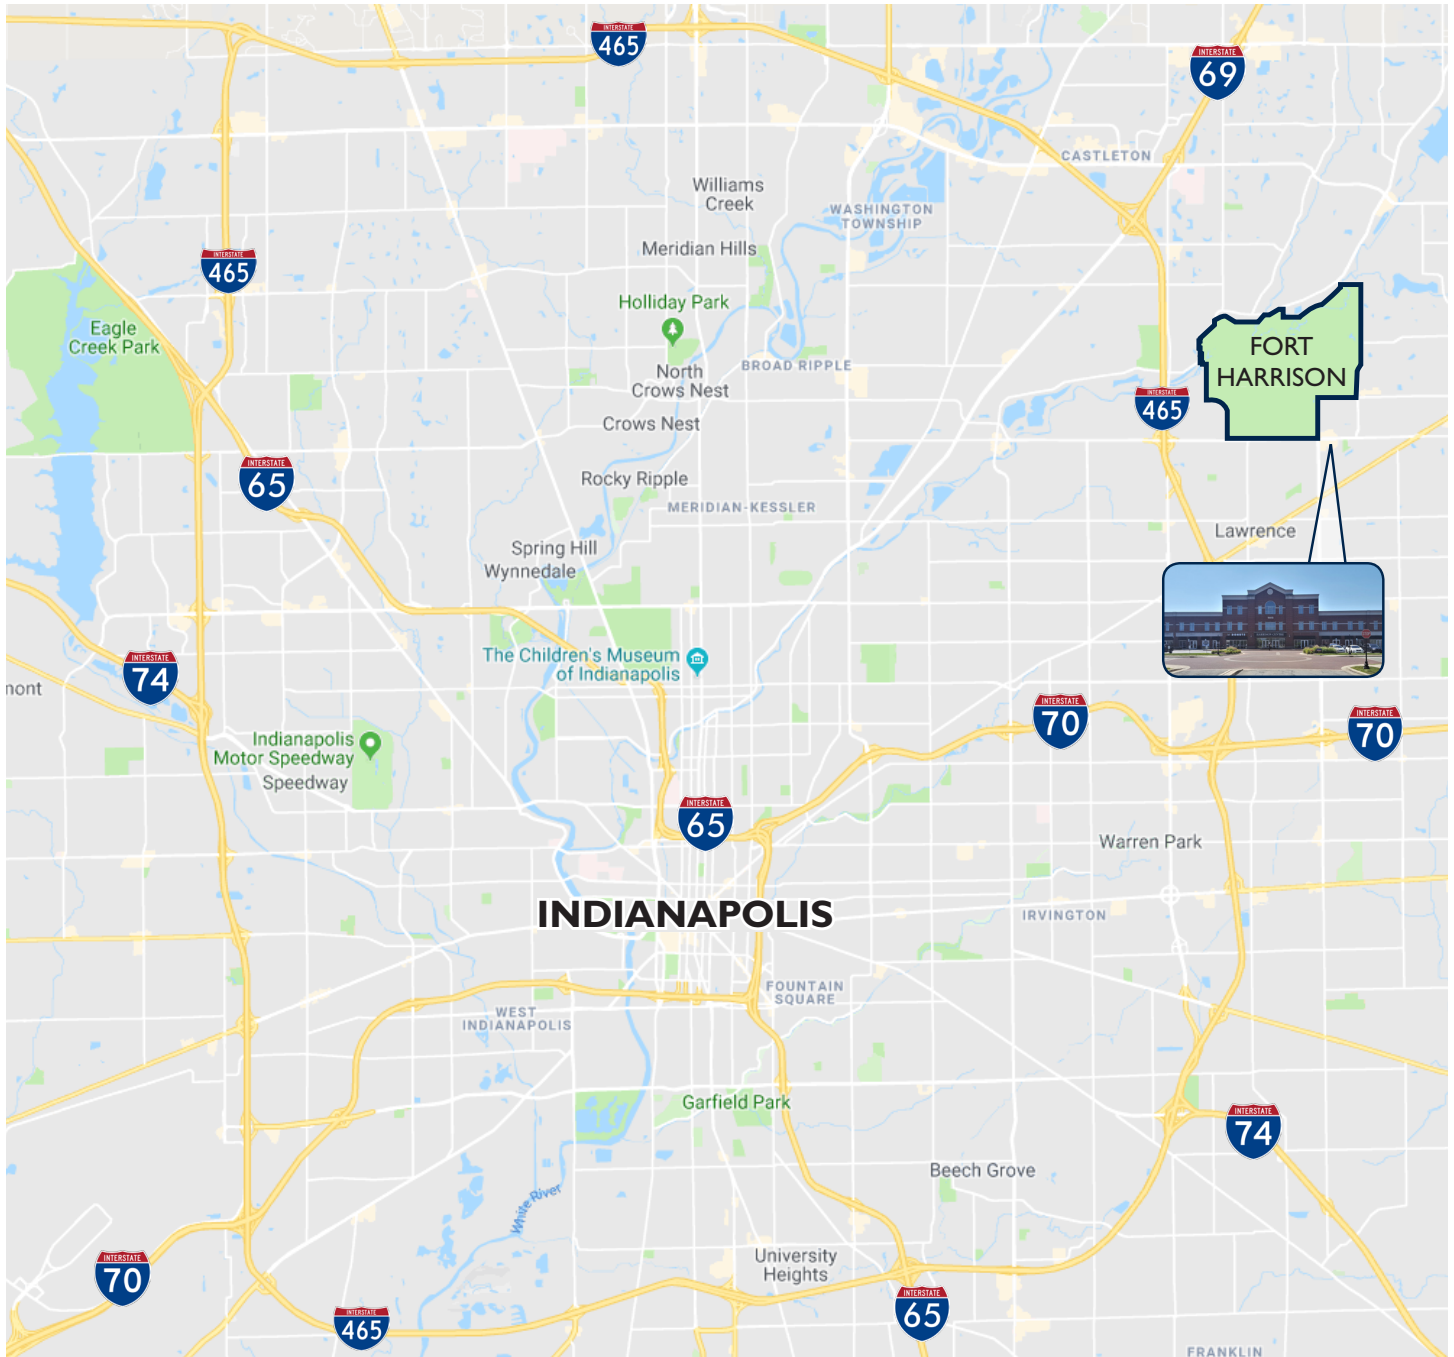 INTERSTATE
465
INTERSTATE
69
CASTLETON
Williams
Creek
WASHINGTON
TOWNSHIP
Meridian Hills
INTERSTATE
465
Holliday Park
Eagle
Creek Park
FORT
HARRISON
BROAD RIPPLE
North
Crows Nest
INTERSTATE
465
Crows Nest
INTERSTATE
65
Rocky Ripple
MERIDIAN-KESSLER
Lawrence
Spring Hill
Wynnedale
The Children's Museum
of Indianapolis
INTERSTATE
74
mont
INTERSTATE
70
INTERSTATE
70
Indianapolis
Motor Speedway
Speedway
INTERSTATE
65
Warren Park
INDIANAPOLIS
IRVINGTON
FOUNTAIN
SQUARE
WEST
INDIANAPOLIS
Garfield Park
INTERSTATE
74
Beech Grove
White River
University
Heights
INTERSTATE
70
INTERSTATE
65
INTERSTATE
465
FRANKLIN